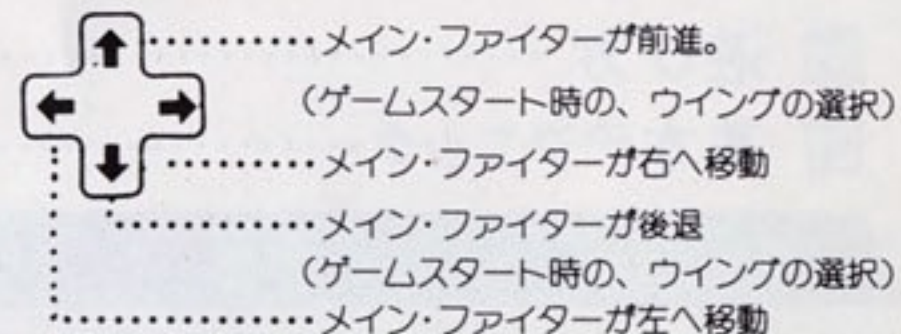 メイン・ファイターが前進。
（ゲームスタート時の、ウイングの選択）
メイン・ファイターが右へ移動
メイン・ファイターが後退
（ゲームスタート時の、ウイングの選択）
メイン・ファイターが左へ移動